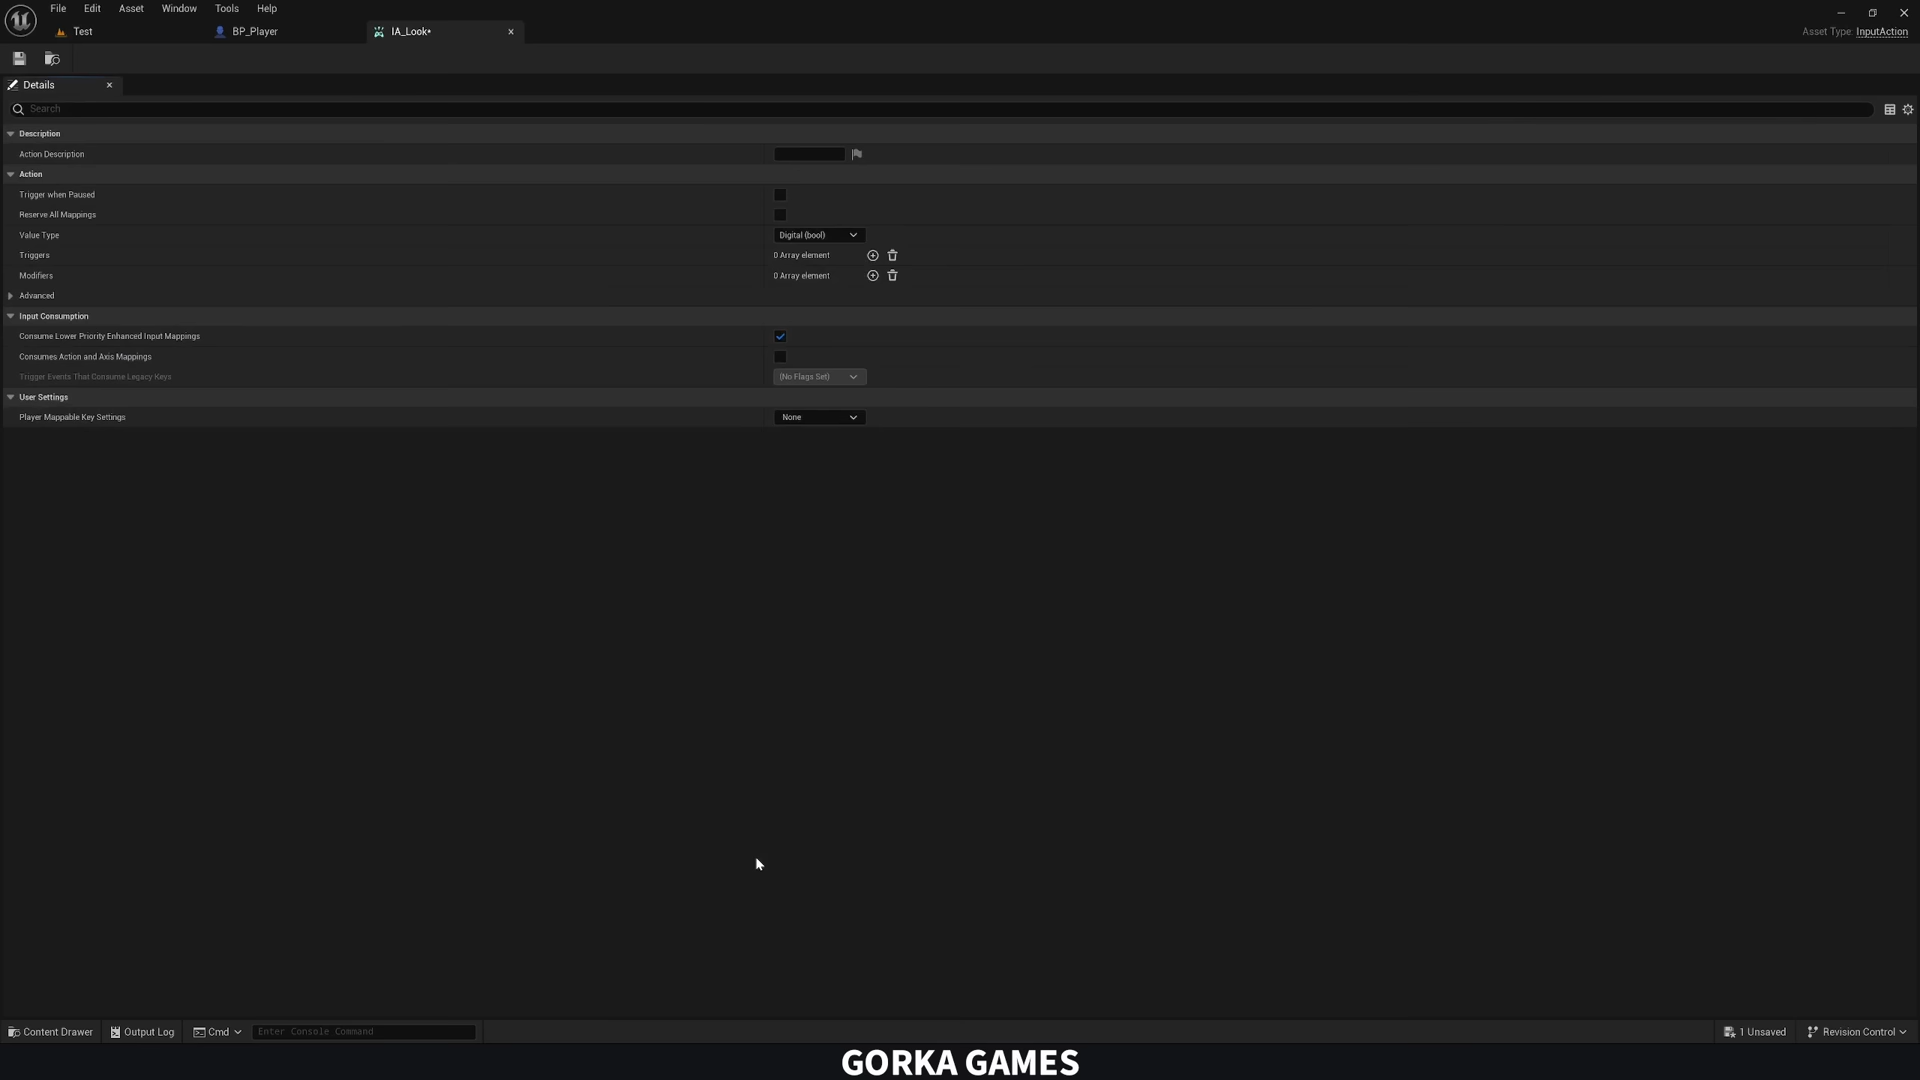 File Edit Asset Window Tools Help
Test BP_Player IA_Look*
Asset Type: InputAction
Details
Search
Description
Action Description
Action
Trigger when Paused
Reserve All Mappings
Value Type Digital (bool)
Triggers 0 Array element
Modifiers 0 Array element
Advanced
Input Consumption
Consume Lower Priority Enhanced Input Mappings
Consumes Action and Axis Mappings
Trigger Events That Consume Legacy Keys (No Flags Set)
User Settings
Player Mappable Key Settings None
Content Drawer Output Log Cmd Enter Console Command 1 Unsaved Revision Control
GORKA GAMES